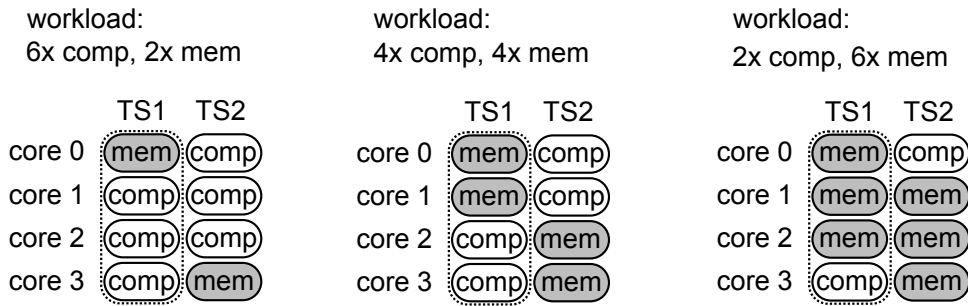 workload:
6x comp, 2x mem
TS1 TS2
core 0 mem comp
core 1 comp comp
core 2 comp comp
core 3 comp mem
workload:
4x comp, 4x mem
TS1 TS2
core 0 mem comp
core 1 mem comp
core 2 comp mem
core 3 comp mem
workload:
2x comp, 6x mem
TS1 TS2
core 0 mem comp
core 1 mem mem
core 2 mem mem
core 3 comp mem